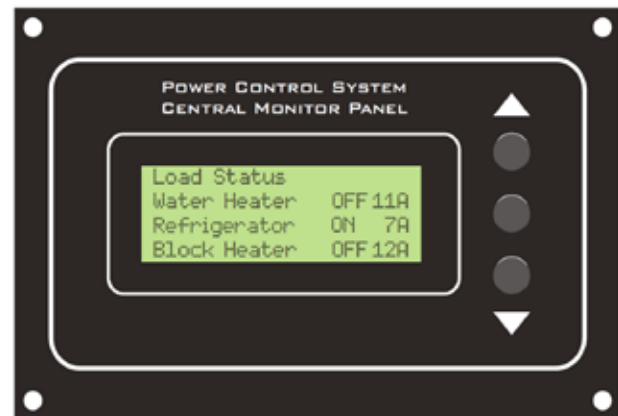 POWER CONTROL SYSTEM
CENTRAL MONITOR PANEL
Load Status
Water Heater OFF 11A
Refrigerator ON 7A
Block Heater OFF 12A